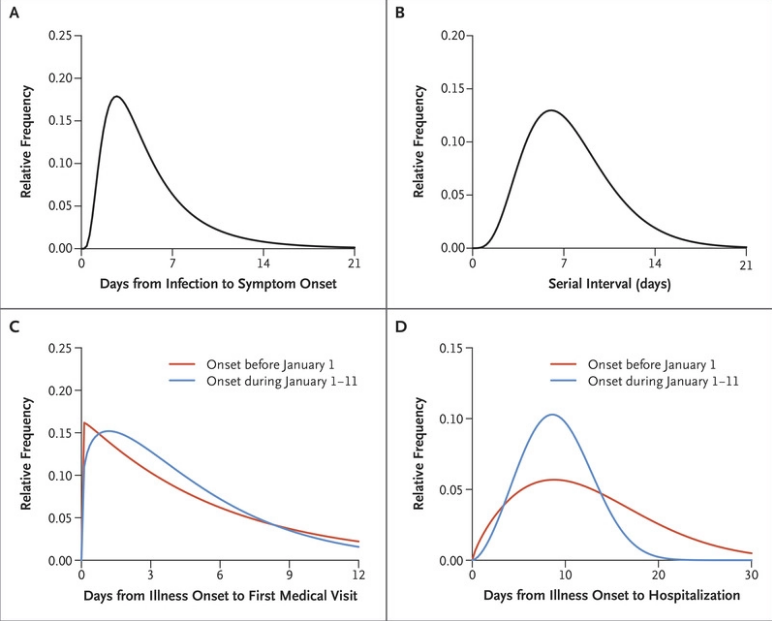 A
Relative Frequency
0.25
0.20
0.15
0.10
0.05
0.00
0 7 14 21
Days from Infection to Symptom Onset
B
Relative Frequency
0.20
0.15
0.10
0.05
0.00
0 7 14 21
Serial Interval (days)
C
Relative Frequency
0.25
0.20
0.15
0.10
0.05
0.00
Onset before January 1
Onset during January 1–11
0 3 6 9 12
Days from Illness Onset to First Medical Visit
D
Relative Frequency
0.15
0.10
0.05
0.00
Onset before January 1
Onset during January 1–11
0 10 20 30
Days from Illness Onset to Hospitalization